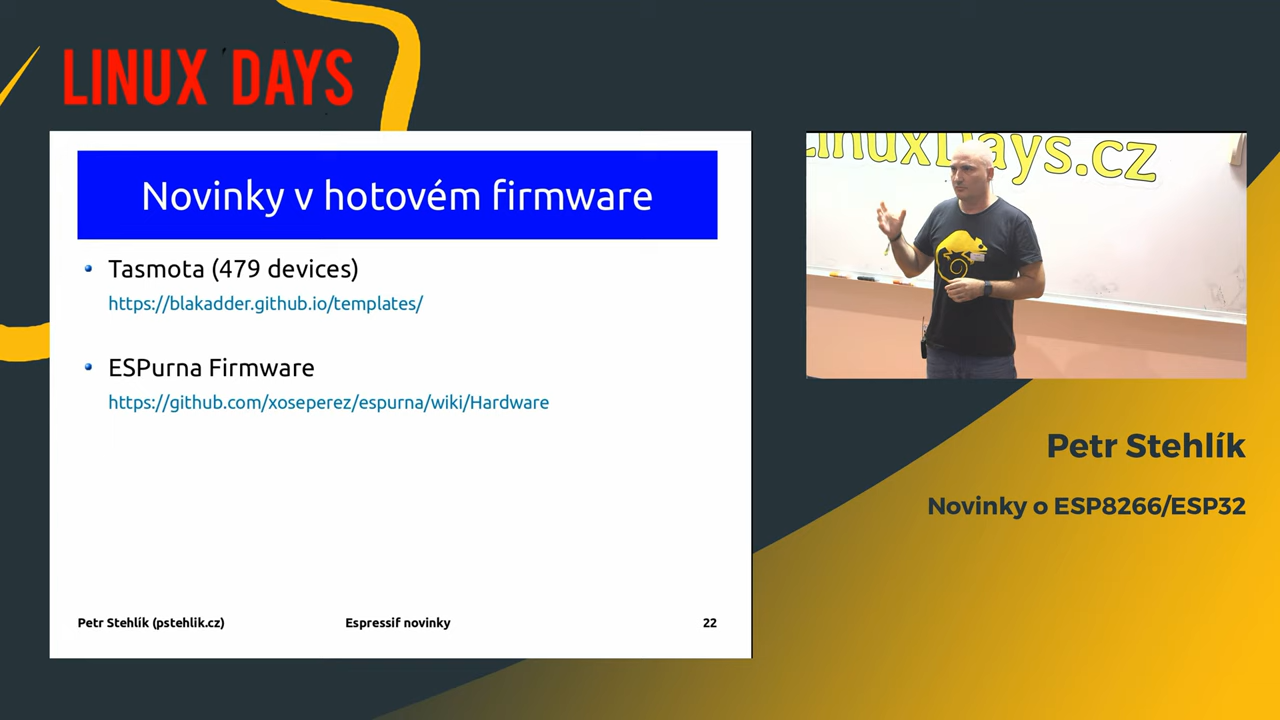 LINUX DAYS
Novinky v hotovém firmware
Tasmota (479 devices)
https://blakadder.github.io/templates/
ESPurna Firmware
https://github.com/xoseperez/espurna/wiki/Hardware
Petr Stehlík (pstehlik.cz)
Espressif novinky
22
LinuxDays.cz
Petr Stehlík
Novinky o ESP8266/ESP32